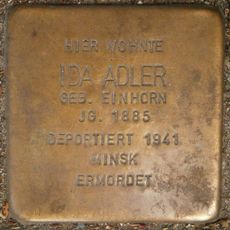 HIER WOHNTE
IDA ADLER
GEB. EINHORN
JG. 1885
DEPORTIERT 1941
MINSK
ERMORDET